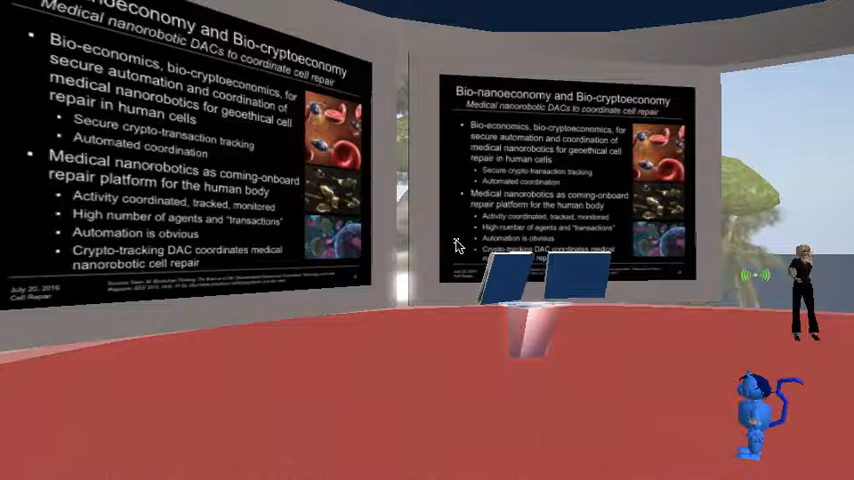 noeconomy and Bio-cryptoeconomy
Medical nanorobotic DACs to coordinate cell repair
Bio-economics, bio-cryptoeconomics, for
secure automation and coordination of
medical nanorobotics for geoethical cell
repair in human cells
Secure crypto-transaction tracking
Automated coordination
Medical nanorobotics as coming-onboard
repair platform for the human body
Activity coordinated, tracked, monitored
High number of agents and "transactions"
Automation is obvious
Crypto-tracking DAC coordinates medical
nanorobotic cell repair
July 20, 2016
Cell Repair
Bio-nanoeconomy and Bio-cryptoeconomy
Medical nanorobotic DACs to coordinate cell repair
Bio-economics, bio-cryptoeconomics, for
secure automation and coordination of
medical nanorobotics for geoethical cell
repair in human cells
Secure crypto-transaction tracking
Automated coordination
Medical nanorobotics as coming-onboard
repair platform for the human body
Activity coordinated, tracked, monitored
High number of agents and "transactions"
Automation is obvious
Crypto-tracking DAC coordinates medical
July 20, 2016
Cell Repair